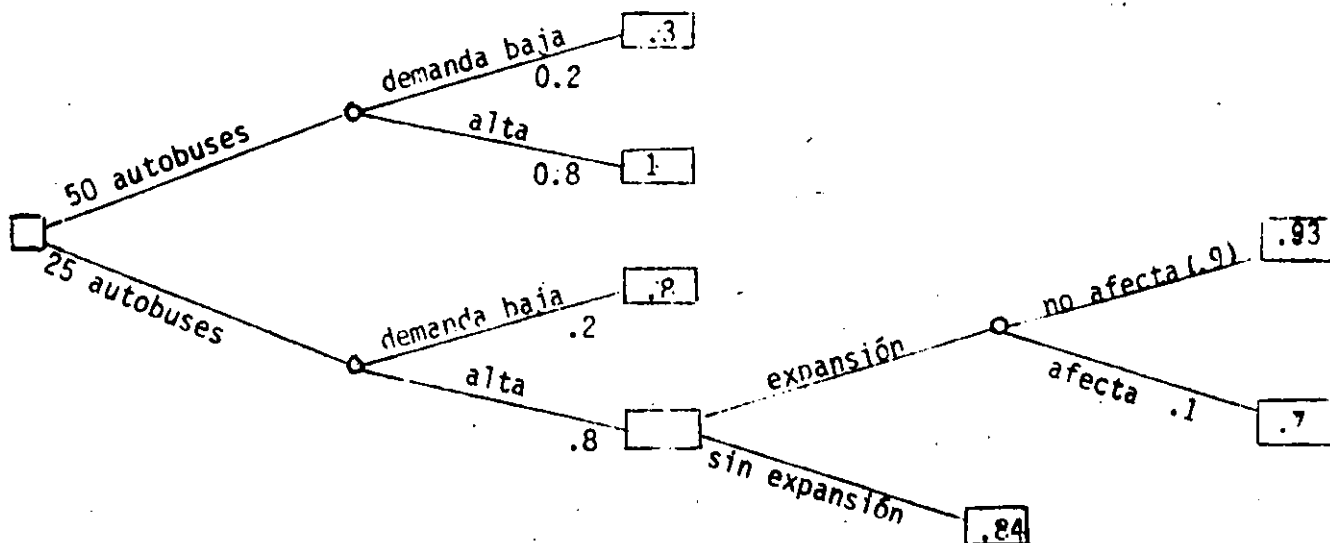 demanda baja
0.2
.3
alta
0.8
1
50 autobuses
25 autobuses
demanda baja
.2
alta
.8
expansión
no afecta (.9)
.93
afecta .1
.7
sin expansión
.84